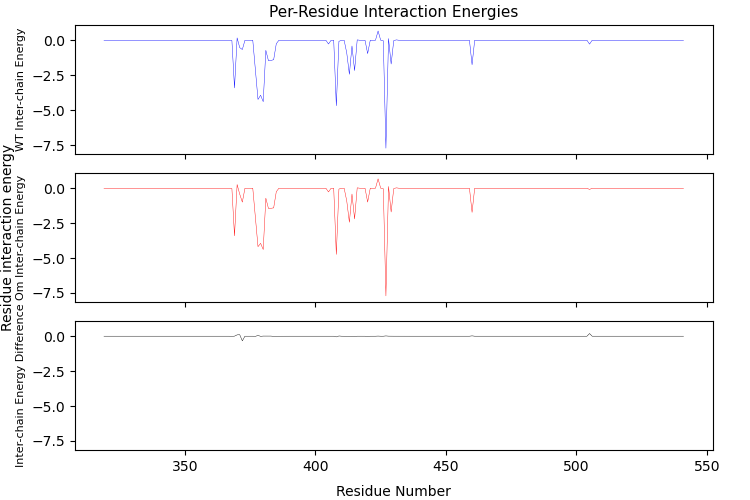 Per-Residue Interaction Energies
Residue interaction energy
WT Inter-chain Energy
0.0
−2.5
−5.0
−7.5
Om Inter-chain Energy
0.0
−2.5
−5.0
−7.5
Inter-chain Energy Difference
0.0
−2.5
−5.0
−7.5
350 400 450 500 550
Residue Number